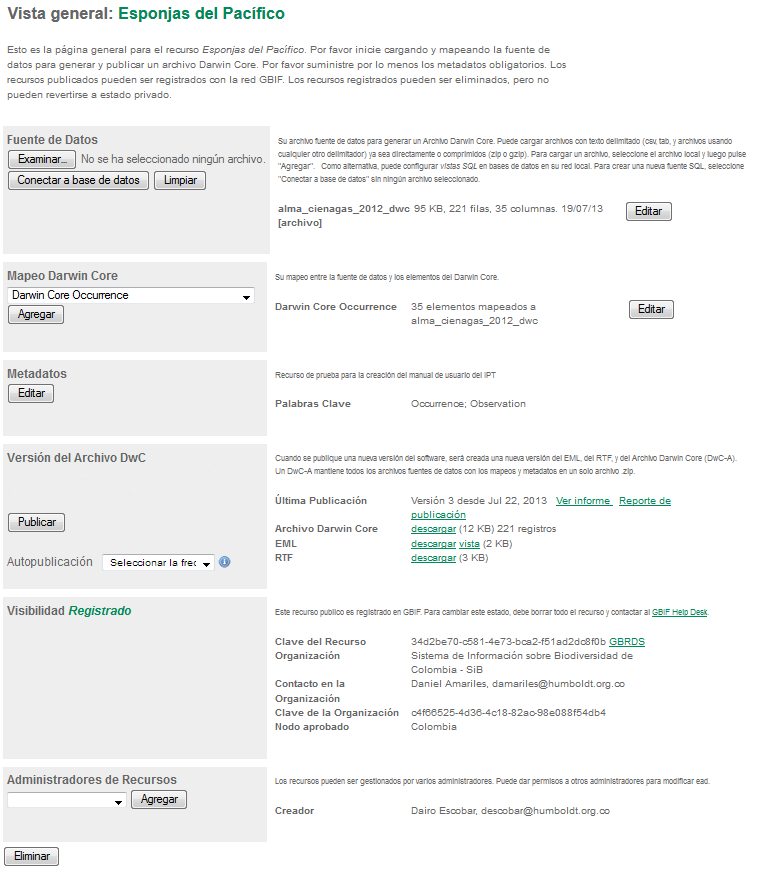 Vista general: Esponjas del Pacífico
Esto es la página general para el recurso Esponjas del Pacífico. Por favor inicie cargando y mapeando la fuente de
datos para generar y publicar un archivo Darwin Core. Por favor suministre por lo menos los metadatos obligatorios. Los
recursos publicados pueden ser registrados con la red GBIF. Los recursos registrados pueden ser eliminados, pero no
pueden revertirse a estado privado.
Fuente de Datos
Examinar... No se ha seleccionado ningún archivo.
Conectar a base de datos Limpiar
Su archivo fuente de datos para generar un Archivo Darwin Core. Puede cargar archivos con texto delimitado (csv, tab, y archivos usando
cualquier otro delimitador) ya sea directamente o comprimidos (zip o gzip). Para cargar un archivo, seleccione el archivo local y luego pulse
"Agregar". Como alternativa, puede configurar vistas SQL en bases de datos en su red local. Para crear una nueva fuente SQL, seleccione
"Conectar a base de datos" sin ningún archivo seleccionado.
alma_cienagas_2012_dwc 95 KB, 221 filas, 35 columnas. 19/07/13 Editar
[archivo]
Mapeo Darwin Core
Darwin Core Occurrence
Agregar
Su mapeo entre la fuente de datos y los elementos del Darwin Core.
Darwin Core Occurrence 35 elementos mapeados a Editar
alma_cienagas_2012_dwc
Metadatos
Editar
Recurso de prueba para la creación del manual de usuario del IPT
Palabras Clave Occurrence; Observation
Versión del Archivo DwC
Cuando se publique una nueva versión del software, será creada una nueva versión del EML, del RTF, y del Archivo Darwin Core (DwC-A).
Un DwC-A mantiene todos los archivos fuentes de datos con los mapeos y metadatos en un solo archivo .zip.
Publicar
Autopublicación Seleccionar la frec
Última Publicación Versión 3 desde Jul 22, 2013 Ver informe Reporte de
publicación
Archivo Darwin Core descargar (12 KB) 221 registros
EML descargar vista (2 KB)
RTF descargar (3 KB)
Visibilidad Registrado
Este recurso publico es registrado en GBIF. Para cambiar este estado, debe borrar todo el recurso y contactar al GBIF Help Desk.
Clave del Recurso 34d2be70-c581-4e73-bca2-f51ad2dc8f0b GBRDS
Organización Sistema de Información sobre Biodiversidad de
Colombia - SiB
Contacto en la Daniel Amariles, damariles@humboldt.org.co
Organización
Clave de la Organización c4f66525-4d36-4c18-82ac-98e088f54db4
Nodo aprobado Colombia
Administradores de Recursos
Agregar
Los recursos pueden ser gestionados por varios administradores. Puede dar permisos a otros administradores para modificar ead.
Creador Dairo Escobar, descobar@humboldt.org.co
Eliminar